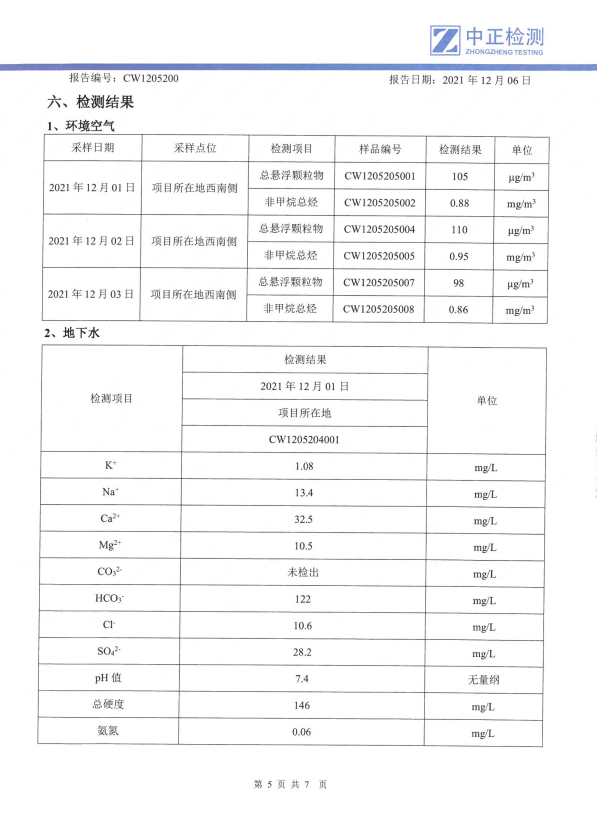 中正检测
ZHONGZHENG TESTING
报告编号：CW1205200 报告日期：2021 年 12 月 06 日
六、检测结果
1、环境空气
采样日期 采样点位 检测项目 样品编号 检测结果 单位
2021 年 12 月 01 日 项目所在地西南侧 总悬浮颗粒物 CW1205205001 105 μg/m³
非甲烷总烃 CW1205205002 0.88 mg/m³
2021 年 12 月 02 日 项目所在地西南侧 总悬浮颗粒物 CW1205205004 110 μg/m³
非甲烷总烃 CW1205205005 0.95 mg/m³
2021 年 12 月 03 日 项目所在地西南侧 总悬浮颗粒物 CW1205205007 98 μg/m³
非甲烷总烃 CW1205205008 0.86 mg/m³
2、地下水
检测项目 检测结果 单位
2021 年 12 月 01 日
项目所在地
CW1205204001
K⁺ 1.08 mg/L
Na⁺ 13.4 mg/L
Ca²⁺ 32.5 mg/L
Mg²⁺ 10.5 mg/L
CO₃²⁻ 未检出 mg/L
HCO₃⁻ 122 mg/L
Cl⁻ 10.6 mg/L
SO₄²⁻ 28.2 mg/L
pH 值 7.4 无量纲
总硬度 146 mg/L
氨氮 0.06 mg/L
第 5 页 共 7 页